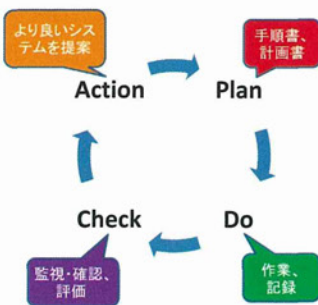 より良いシス
テムを提案
手順書、
計画書
Action
Plan
Check
Do
監視・確認、
評価
作業、
記録